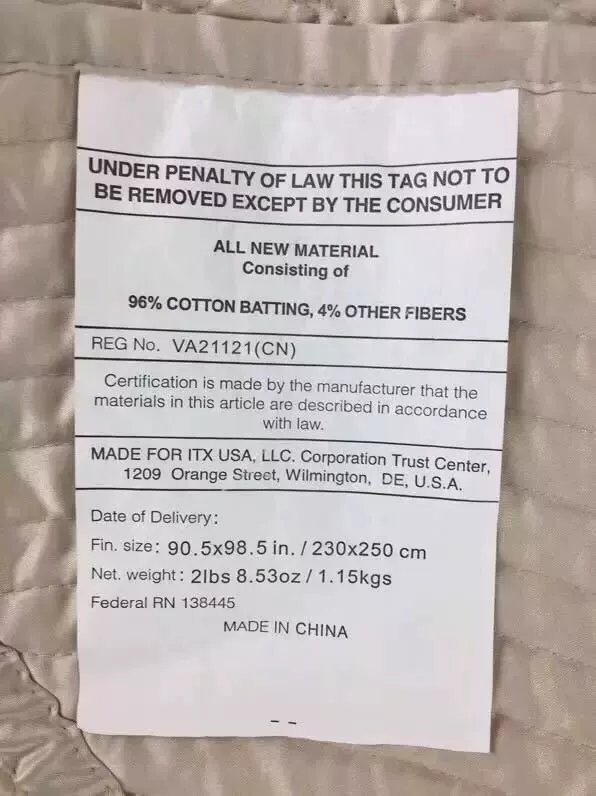 UNDER PENALTY OF LAW THIS TAG NOT TO
BE REMOVED EXCEPT BY THE CONSUMER
ALL NEW MATERIAL
Consisting of
96% COTTON BATTING, 4% OTHER FIBERS
REG No. VA21121(CN)
Certification is made by the manufacturer that the
materials in this article are described in accordance
with law.
MADE FOR ITX USA, LLC. Corporation Trust Center,
1209 Orange Street, Wilmington, DE, U.S.A.
Date of Delivery:
Fin. size: 90.5x98.5 in. / 230x250 cm
Net. weight: 2lbs 8.53oz / 1.15kgs
Federal RN 138445
MADE IN CHINA